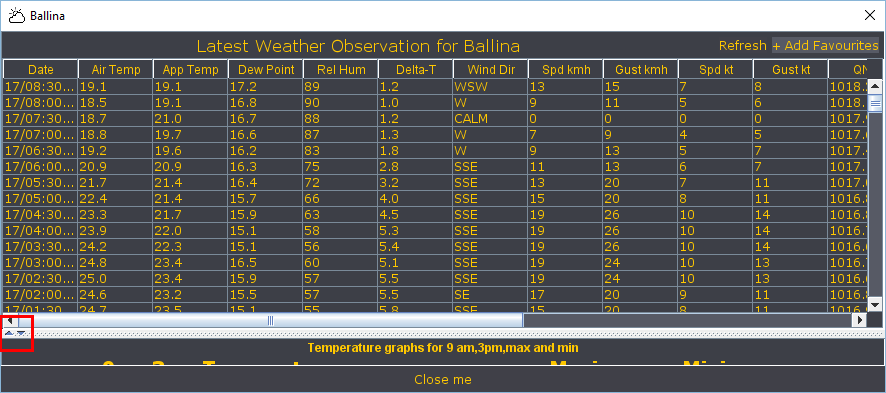 Ballina
Latest Weather Observation for Ballina Refresh + Add Favourites
Date Air Temp App Temp Dew Point Rel Hum Delta-T Wind Dir Spd kmh Gust kmh Spd kt Gust kt
17/08:30... 19.1 19.1 17.2 89 1.2 WSW 13 15 7 8 1018.
17/08:00... 18.5 19.1 16.8 90 1.0 W 9 11 5 6 1018.
17/07:30... 18.7 21.0 16.7 88 1.2 CALM 0 0 0 0 1017.
17/07:00... 18.8 19.7 16.6 87 1.3 W 7 9 4 5 1017.
17/06:30... 19.2 19.6 16.2 83 1.8 W 9 13 5 7 1017.
17/06:00... 20.9 20.9 16.3 75 2.8 SSE 11 13 6 7 1017.
17/05:30... 21.7 21.4 16.4 72 3.2 SSE 13 20 7 11 1017.
17/05:00... 22.4 21.4 15.7 66 4.0 SSE 15 20 8 11 1016.
17/04:30... 23.3 21.7 15.9 63 4.5 SSE 19 26 10 14 1016.
17/04:00... 23.9 22.0 15.1 58 5.3 SSE 19 26 10 14 1016.
17/03:30... 24.2 22.3 15.1 56 5.4 SSE 19 26 10 14 1016.
17/03:00... 24.8 23.4 16.5 60 5.1 SSE 19 24 10 13 1016.
17/02:30... 25.0 23.4 15.9 57 5.5 SSE 19 24 10 13 1016.
17/02:00... 24.6 23.2 15.5 57 5.5 SE 17 20 9 11 1016.
17/01:30... 24.7 23.5 15.1 55 5.8 SSE 15 20 8 11 1016.
Temperature graphs for 9 am,3pm,max and min
Close me